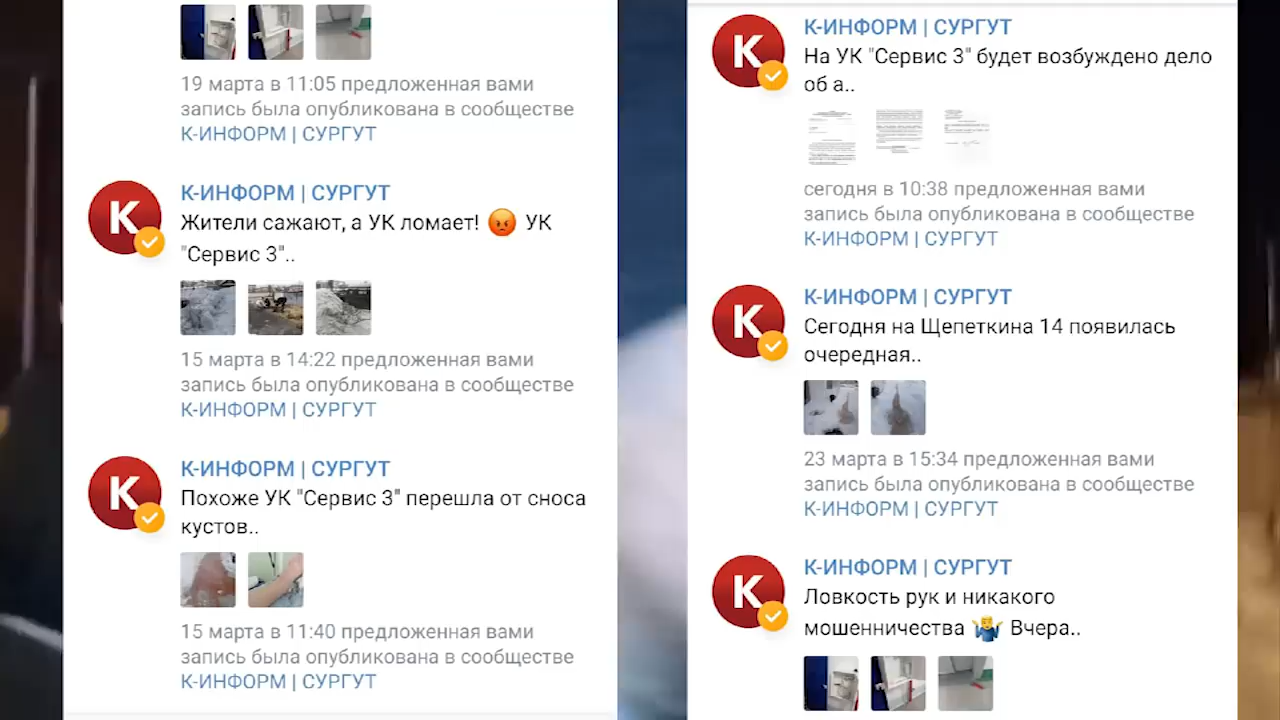 19 марта в 11:05 предложенная вами
запись была опубликована в сообществе
К-ИНФОРМ | СУРГУТ
К
К-ИНФОРМ | СУРГУТ
Жители сажают, а УК ломает! 😡 УК
"Сервис 3"..
15 марта в 14:22 предложенная вами
запись была опубликована в сообществе
К-ИНФОРМ | СУРГУТ
К
К-ИНФОРМ | СУРГУТ
Похоже УК "Сервис 3" перешла от сноса
кустов..
15 марта в 11:40 предложенная вами
запись была опубликована в сообществе
К-ИНФОРМ | СУРГУТ
К
К-ИНФОРМ | СУРГУТ
На УК "Сервис 3" будет возбуждено дело
об а..
сегодня в 10:38 предложенная вами
запись была опубликована в сообществе
К-ИНФОРМ | СУРГУТ
К
К-ИНФОРМ | СУРГУТ
Сегодня на Щепеткина 14 появилась
очередная..
23 марта в 15:34 предложенная вами
запись была опубликована в сообществе
К-ИНФОРМ | СУРГУТ
К
К-ИНФОРМ | СУРГУТ
Ловкость рук и никакого
мошенничества 🤷‍♂️ Вчера..